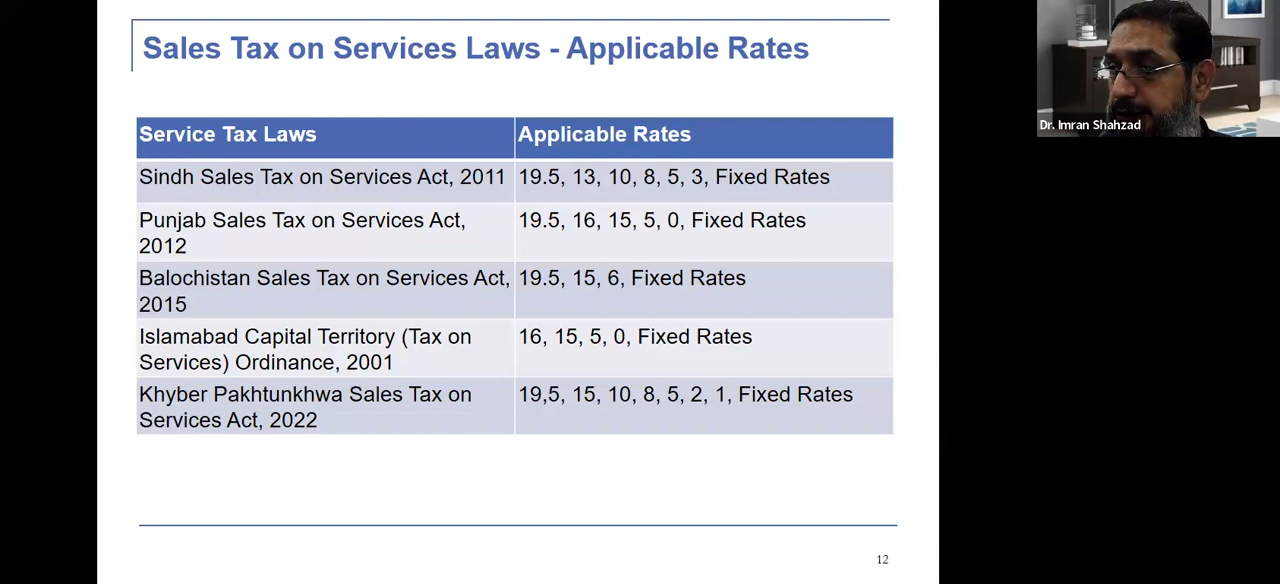 Sales Tax on Services Laws - Applicable Rates
Service Tax Laws
Applicable Rates
Sindh Sales Tax on Services Act, 2011
19.5, 13, 10, 8, 5, 3, Fixed Rates
Punjab Sales Tax on Services Act,
2012
19.5, 16, 15, 5, 0, Fixed Rates
Balochistan Sales Tax on Services Act,
2015
19.5, 15, 6, Fixed Rates
Islamabad Capital Territory (Tax on
Services) Ordinance, 2001
16, 15, 5, 0, Fixed Rates
Khyber Pakhtunkhwa Sales Tax on
Services Act, 2022
19,5, 15, 10, 8, 5, 2, 1, Fixed Rates
12
Dr. Imran Shahzad